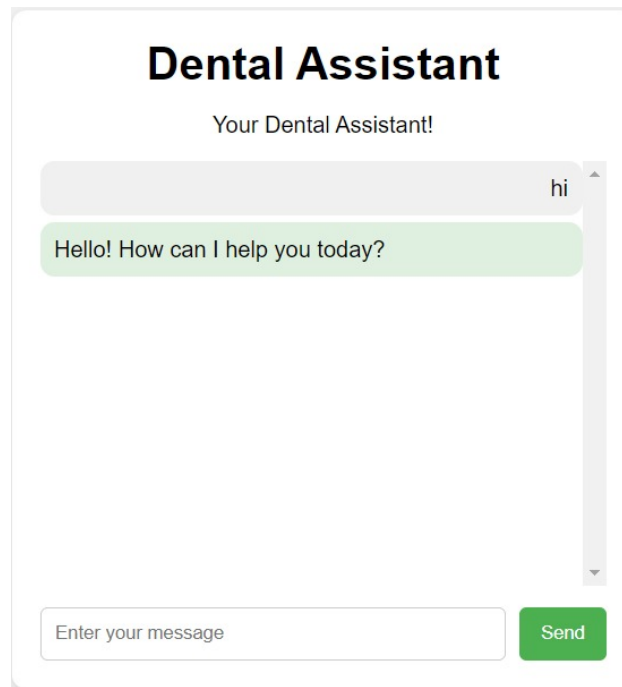 Dental Assistant
Your Dental Assistant!
hi
Hello! How can I help you today?
Enter your message
Send